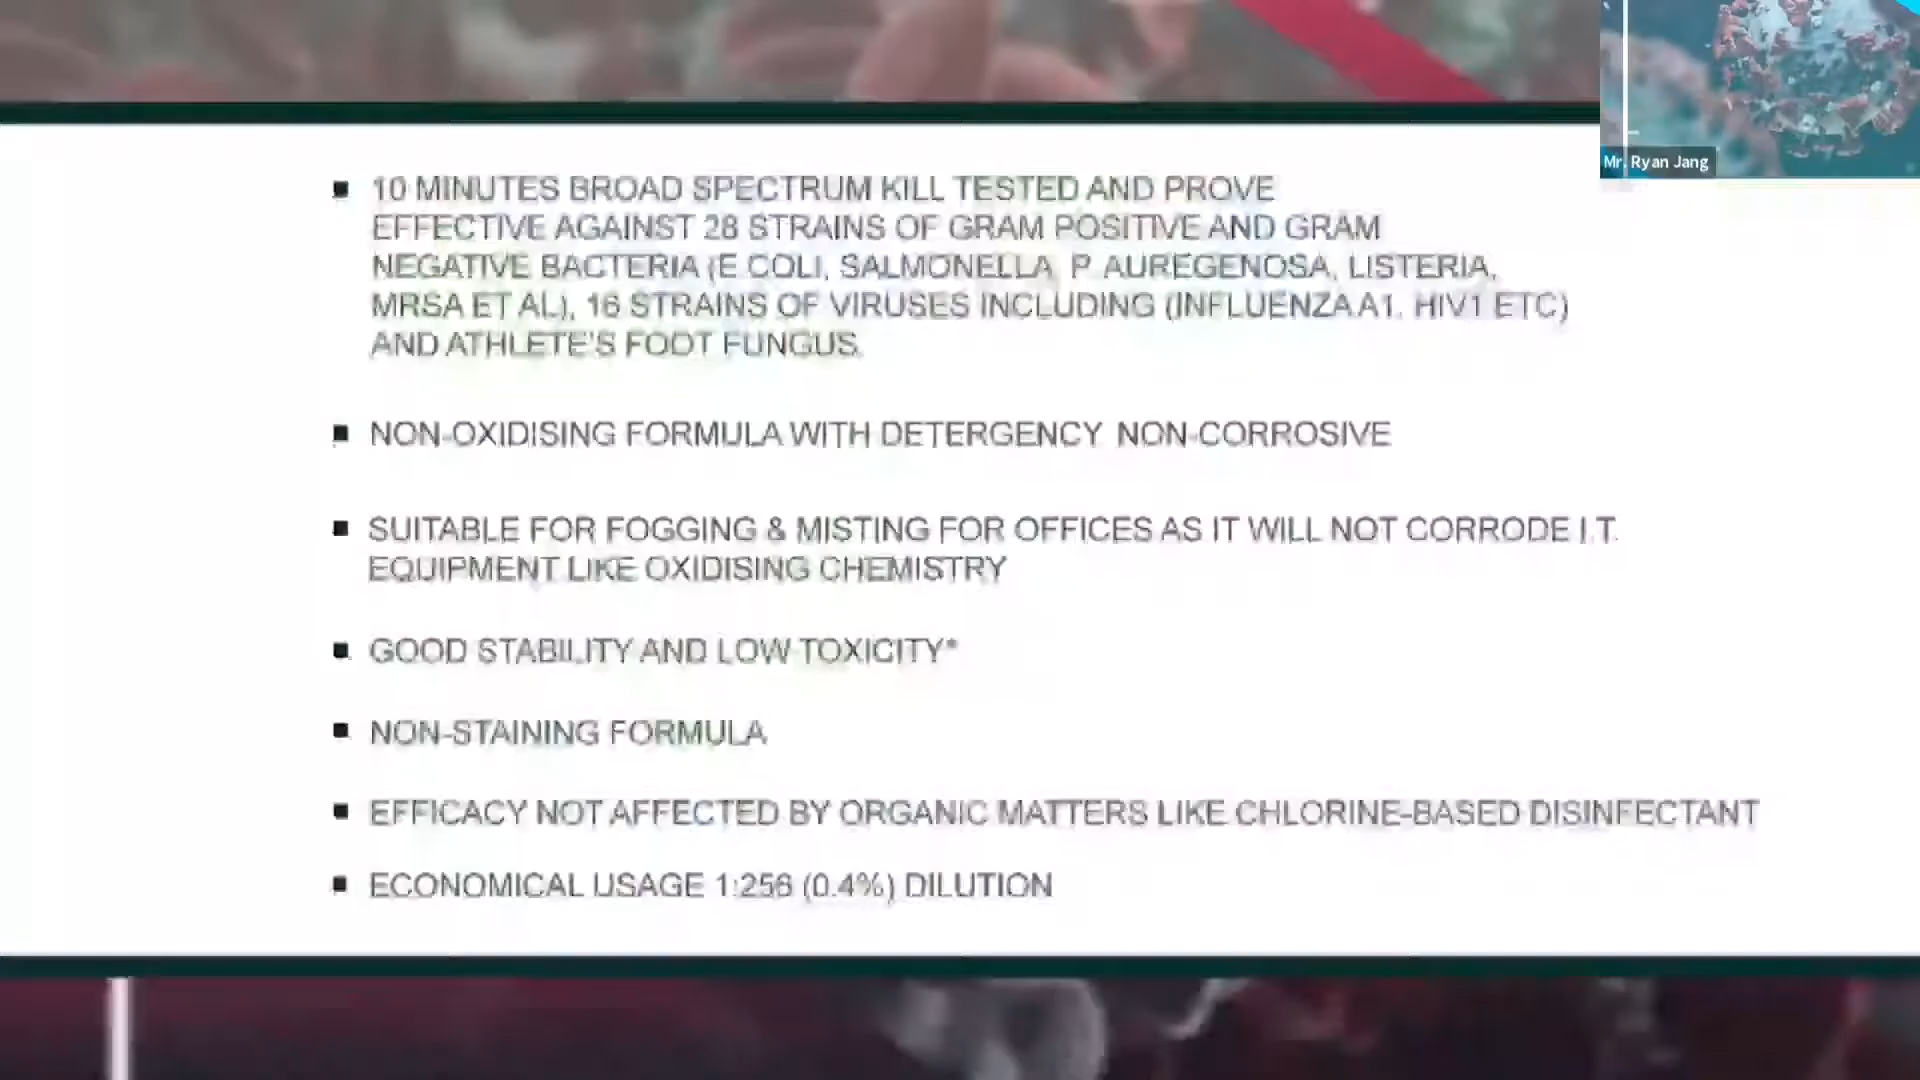 Mr. Ryan Jang
■ 10 MINUTES BROAD SPECTRUM KILL TESTED AND PROVE
EFFECTIVE AGAINST 28 STRAINS OF GRAM POSITIVE AND GRAM
NEGATIVE BACTERIA (E COLI, SALMONELLA, P AUREGENOSA, LISTERIA,
MRSA ET AL), 16 STRAINS OF VIRUSES INCLUDING (INFLUENZA A1, HIV1 ETC)
AND ATHLETE'S FOOT FUNGUS.
■ NON-OXIDISING FORMULA WITH DETERGENCY NON-CORROSIVE
■ SUITABLE FOR FOGGING & MISTING FOR OFFICES AS IT WILL NOT CORRODE I.T.
EQUIPMENT LIKE OXIDISING CHEMISTRY
■ GOOD STABILITY AND LOW TOXICITY*
■ NON-STAINING FORMULA
■ EFFICACY NOT AFFECTED BY ORGANIC MATTERS LIKE CHLORINE-BASED DISINFECTANT
■ ECONOMICAL USAGE 1:256 (0.4%) DILUTION